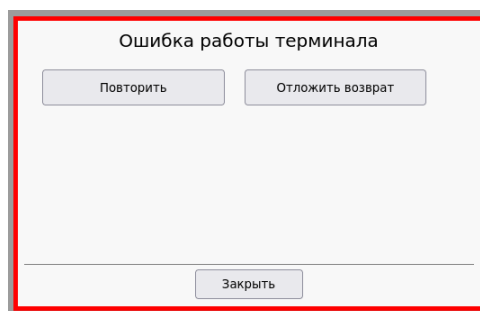 Ошибка работы терминала
Повторить
Отложить возврат
Закрыть